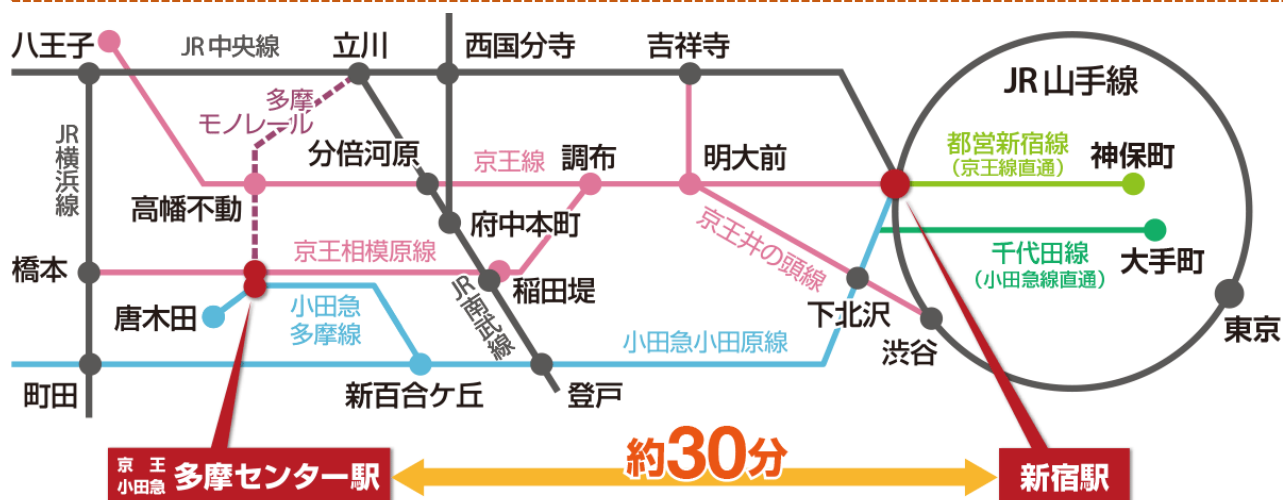 八王子
JR中央線
立川
西国分寺
吉祥寺
JR山手線
多摩
モノレール
JR横浜線
分倍河原
京王線
調布
明大前
都営新宿線
(京王線直通)
神保町
高幡不動
府中本町
京王井の頭線
橋本
京王相模原線
稲田堤
千代田線
(小田急線直通)
大手町
唐木田
小田急
多摩線
JR南武線
小田急小田原線
下北沢
渋谷
東京
町田
新百合ケ丘
登戸
京王
小田急
多摩センター駅
約30分
新宿駅